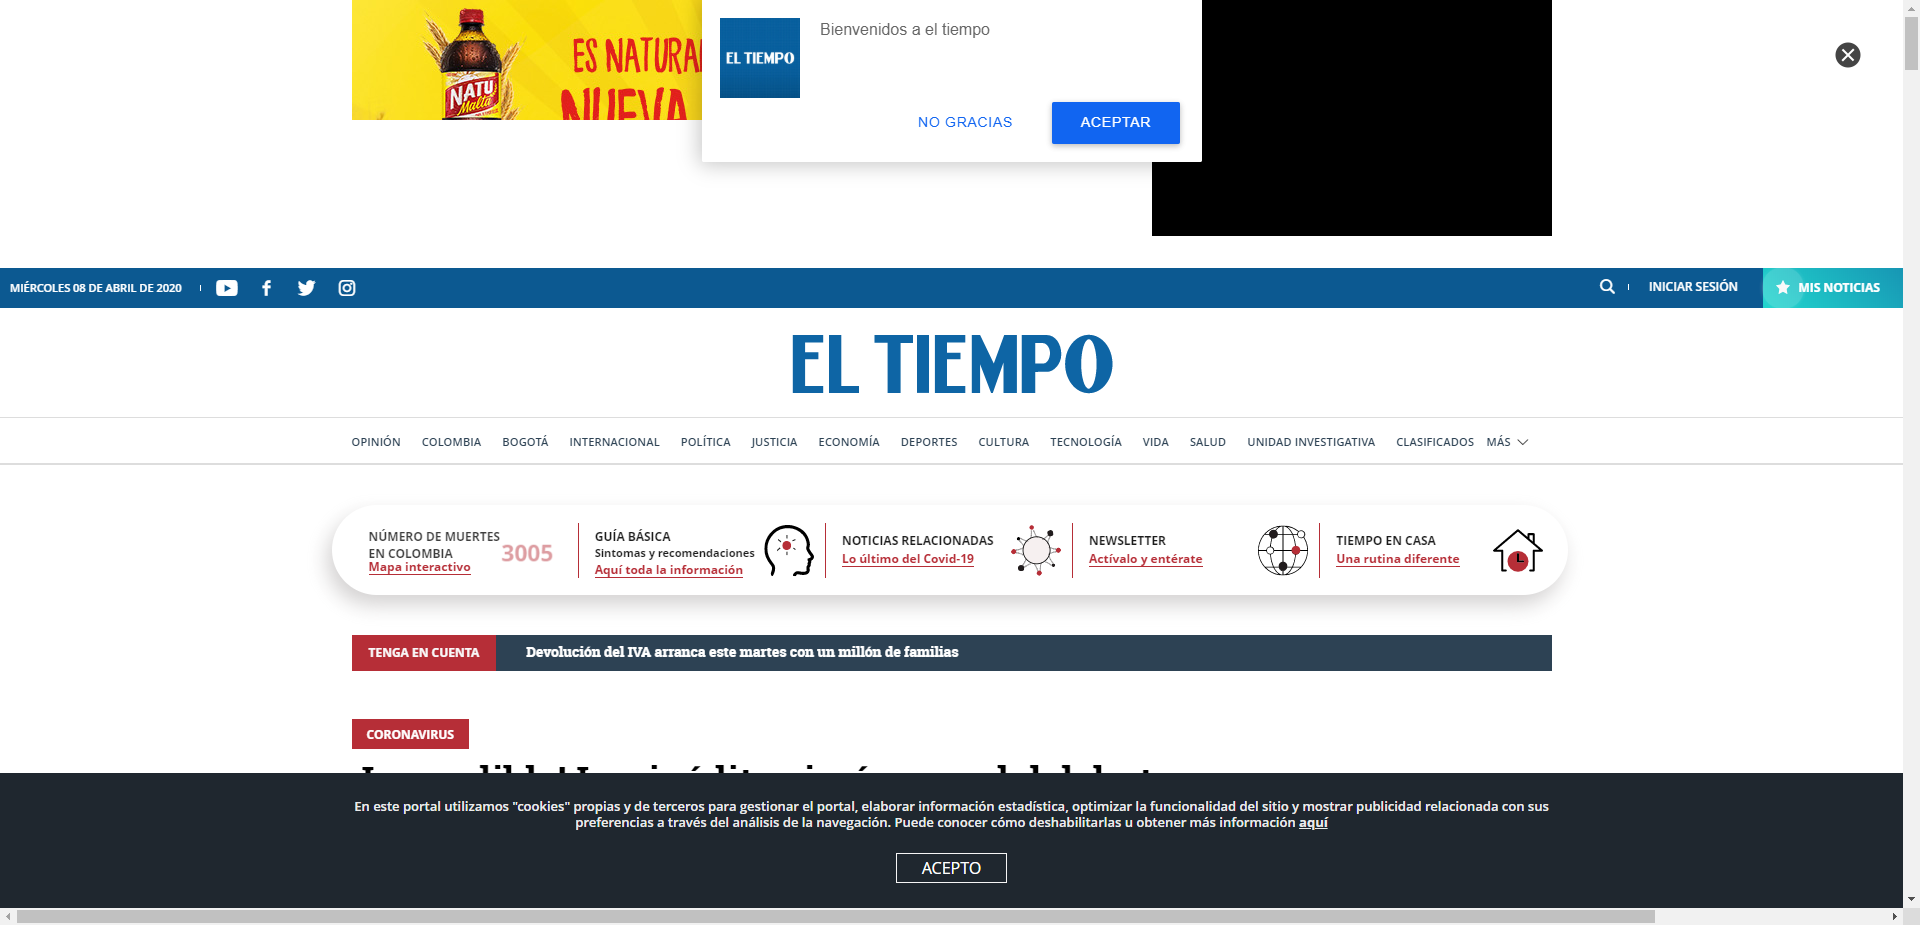 ES NATURAL
NUEVA
NATU
Malta
EL TIEMPO
Bienvenidos a el tiempo
NO GRACIAS
ACEPTAR
MIÉRCOLES 08 DE ABRIL DE 2020
INICIAR SESIÓN
MIS NOTICIAS
EL TIEMPO
OPINIÓN COLOMBIA BOGOTÁ INTERNACIONAL POLÍTICA JUSTICIA ECONOMÍA DEPORTES CULTURA TECNOLOGÍA VIDA SALUD UNIDAD INVESTIGATIVA CLASIFICADOS MÁS
NÚMERO DE MUERTES
EN COLOMBIA
Mapa interactivo
3005
GUÍA BÁSICA
Sintomas y recomendaciones
Aquí toda la información
NOTICIAS RELACIONADAS
Lo último del Covid-19
NEWSLETTER
Actívalo y entérate
TIEMPO EN CASA
Una rutina diferente
TENGA EN CUENTA
Devolución del IVA arranca este martes con un millón de familias
CORONAVIRUS
En este portal utilizamos "cookies" propias y de terceros para gestionar el portal, elaborar información estadística, optimizar la funcionalidad del sitio y mostrar publicidad relacionada con sus
preferencias a través del análisis de la navegación. Puede conocer cómo deshabilitarlas u obtener más información aquí
ACEPTO